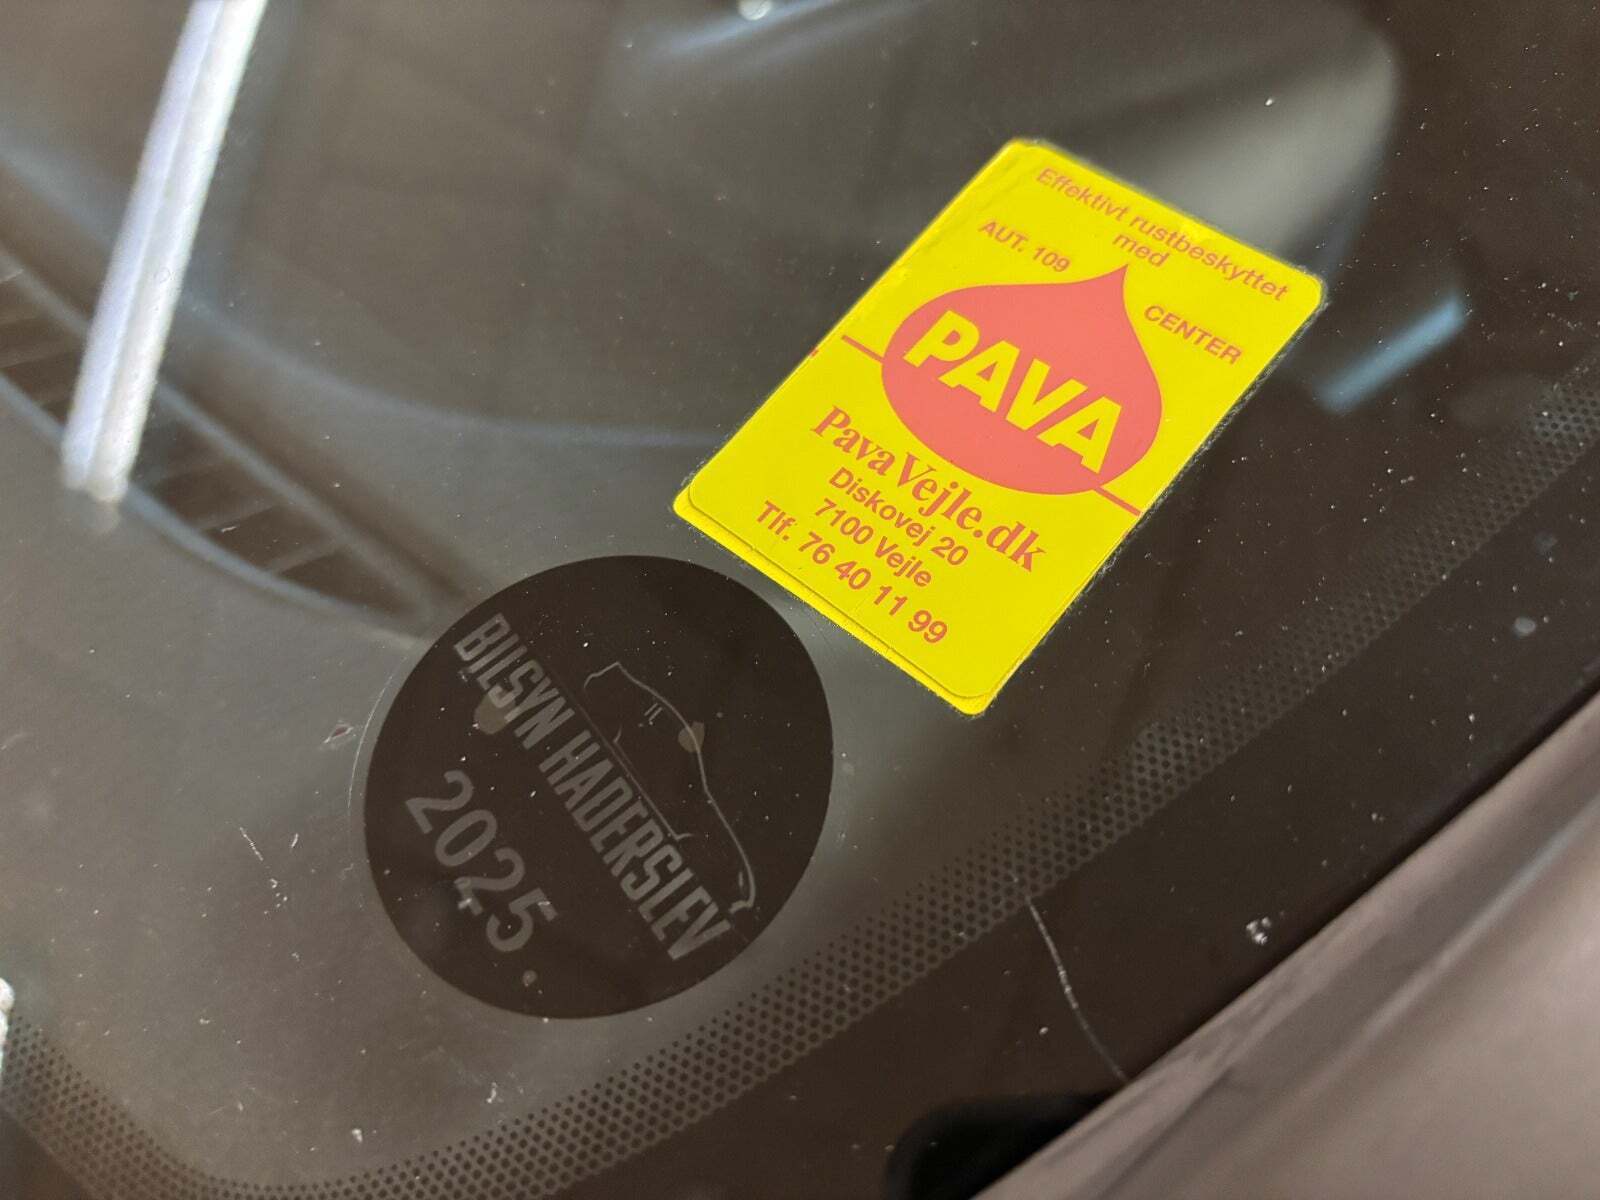 Effektivt rustbeskyttet
med
AUT. 109
CENTER
PAVA
PavaVejle.dk
Diskovej 20
7100 Vejle
Tlf. 76 40 11 99
BILSYN HADERSLEV
2025